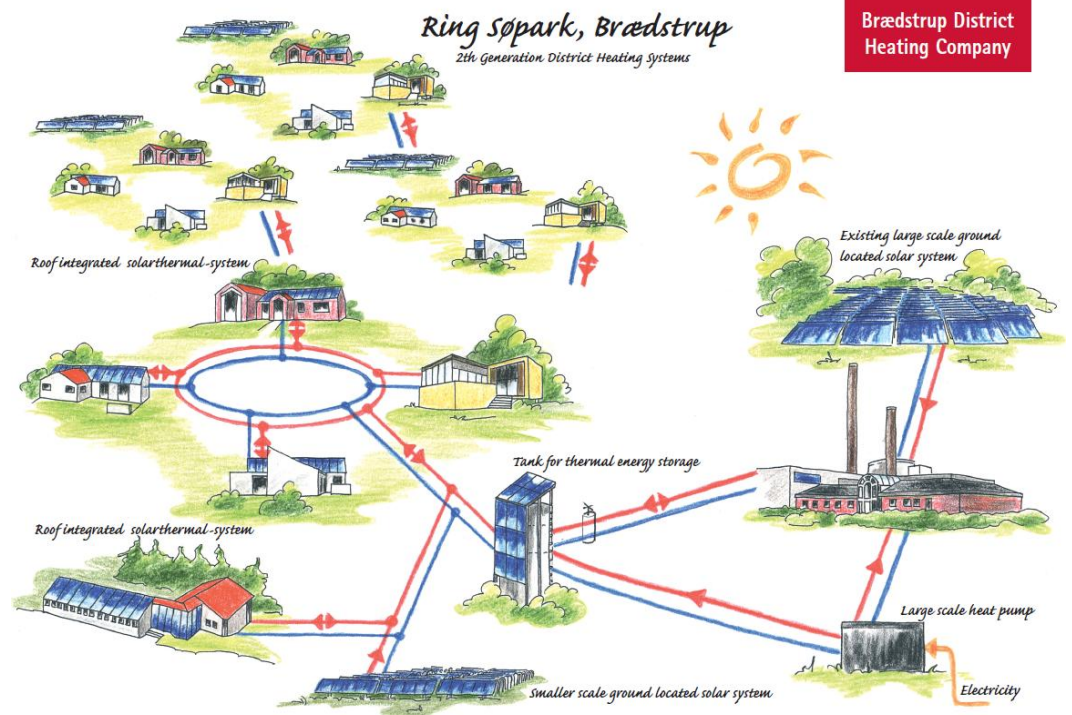 Ring Søpark, Brædstrup
2th Generation District Heating Systems
Brædstrup District
Heating Company
Existing large scale ground
located solar system
Roof integrated solarthermal-system
Tank for thermal energy storage
Roof integrated solarthermal-system
Large scale heat pump
Smaller scale ground located solar system
Electricity